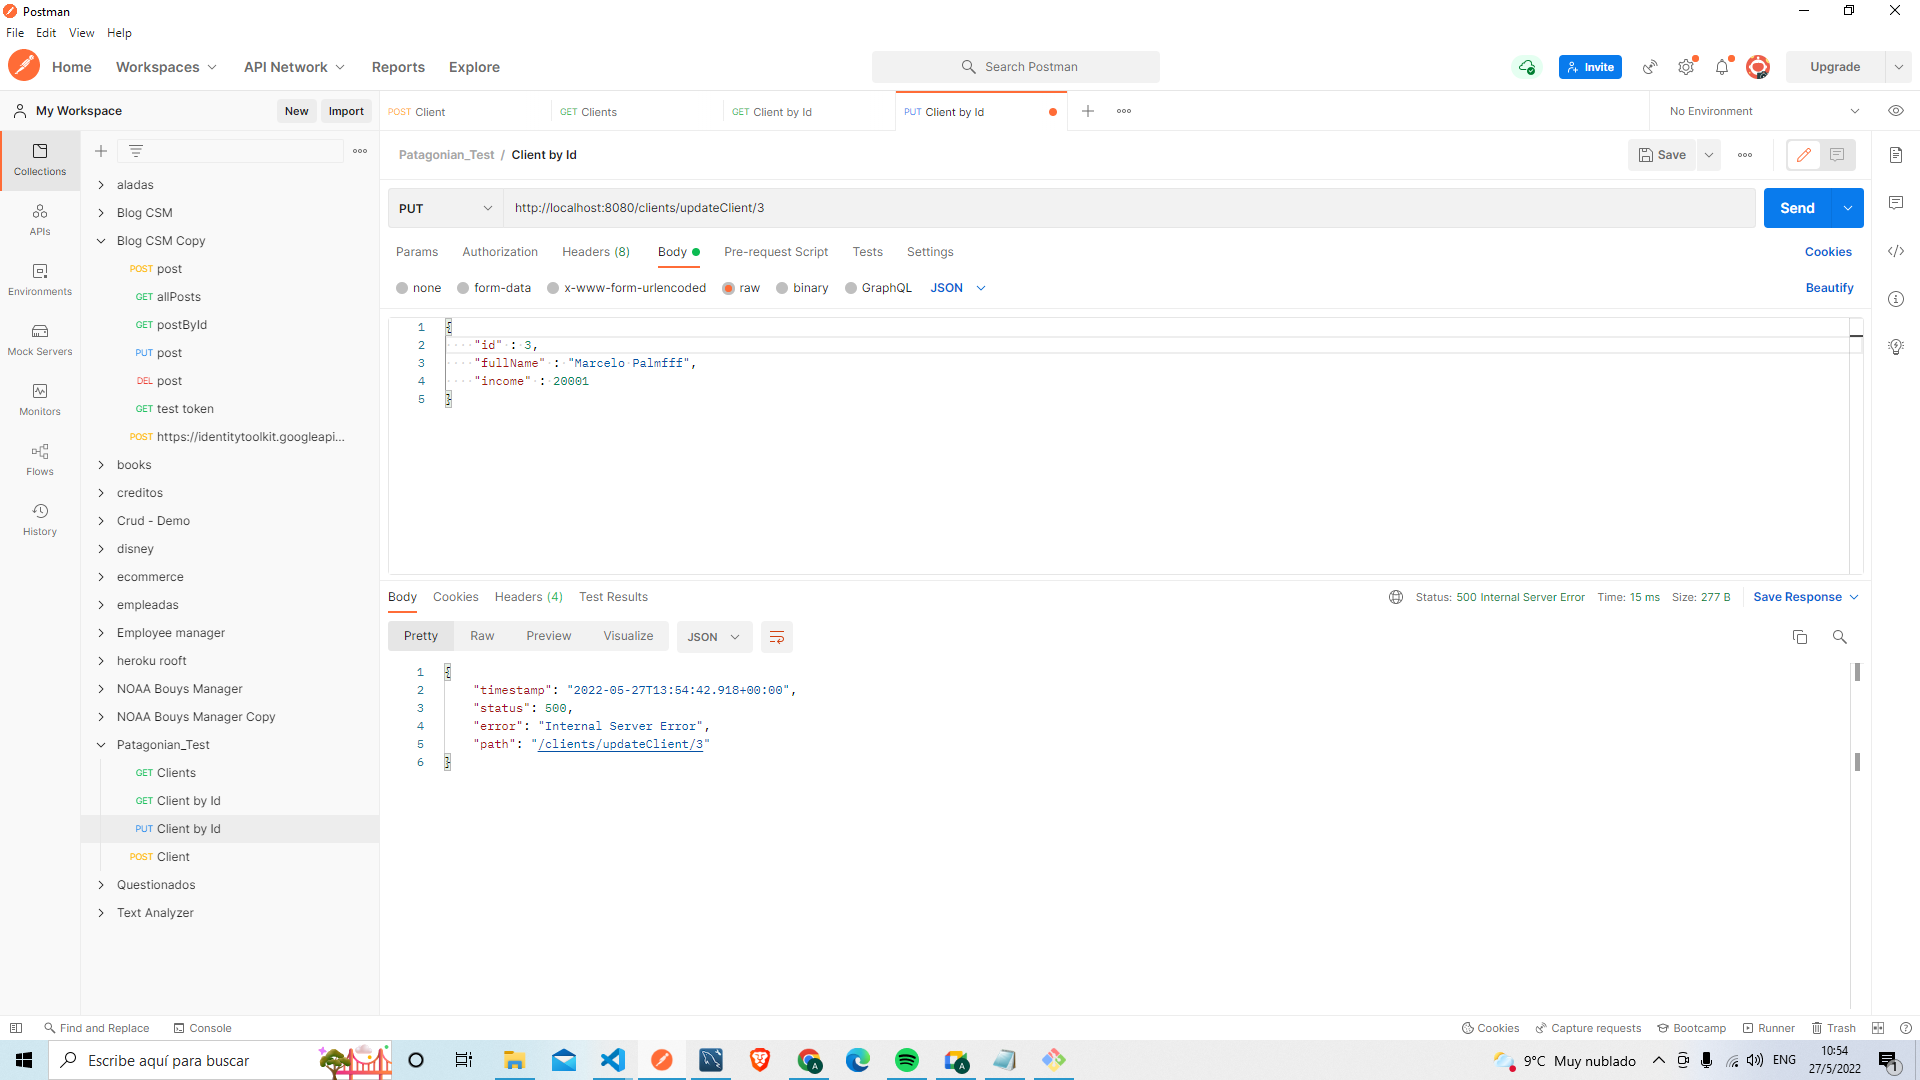 Postman
File Edit View Help
Home Workspaces API Network Reports Explore
Search Postman
Invite
Upgrade
My Workspace
New Import
POST Client
GET Clients
GET Client by Id
PUT Client by Id
No Environment
Collections
APIs
Environments
Mock Servers
Monitors
Flows
History
aladas
Blog CSM
Blog CSM Copy
POST post
GET allPosts
GET postById
PUT post
DEL post
GET test token
POST https://identitytoolkit.googleapi...
books
creditos
Crud - Demo
disney
ecommerce
empleadas
Employee manager
heroku rooft
NOAA Bouys Manager
NOAA Bouys Manager Copy
Patagonian_Test
GET Clients
GET Client by Id
PUT Client by Id
POST Client
Questionados
Text Analyzer
Patagonian_Test / Client by Id
Save
PUT http://localhost:8080/clients/updateClient/3
Send
Params Authorization Headers (8) Body Pre-request Script Tests Settings
Cookies
none form-data x-www-form-urlencoded raw binary GraphQL JSON
Beautify
1 {
2 "id" : 3,
3 "fullName" : "Marcelo Palmfff",
4 "income" : 20001
5 }
Body Cookies Headers (4) Test Results
Status: 500 Internal Server Error Time: 15 ms Size: 277 B Save Response
Pretty Raw Preview Visualize JSON
1 {
2 "timestamp": "2022-05-27T13:54:42.918+00:00",
3 "status": 500,
4 "error": "Internal Server Error",
5 "path": "/clients/updateClient/3"
6 }
Find and Replace Console
Cookies Capture requests Bootcamp Runner Trash
Escribe aquí para buscar
A
A
9°C Muy nublado
ENG
10:54
27/5/2022
1